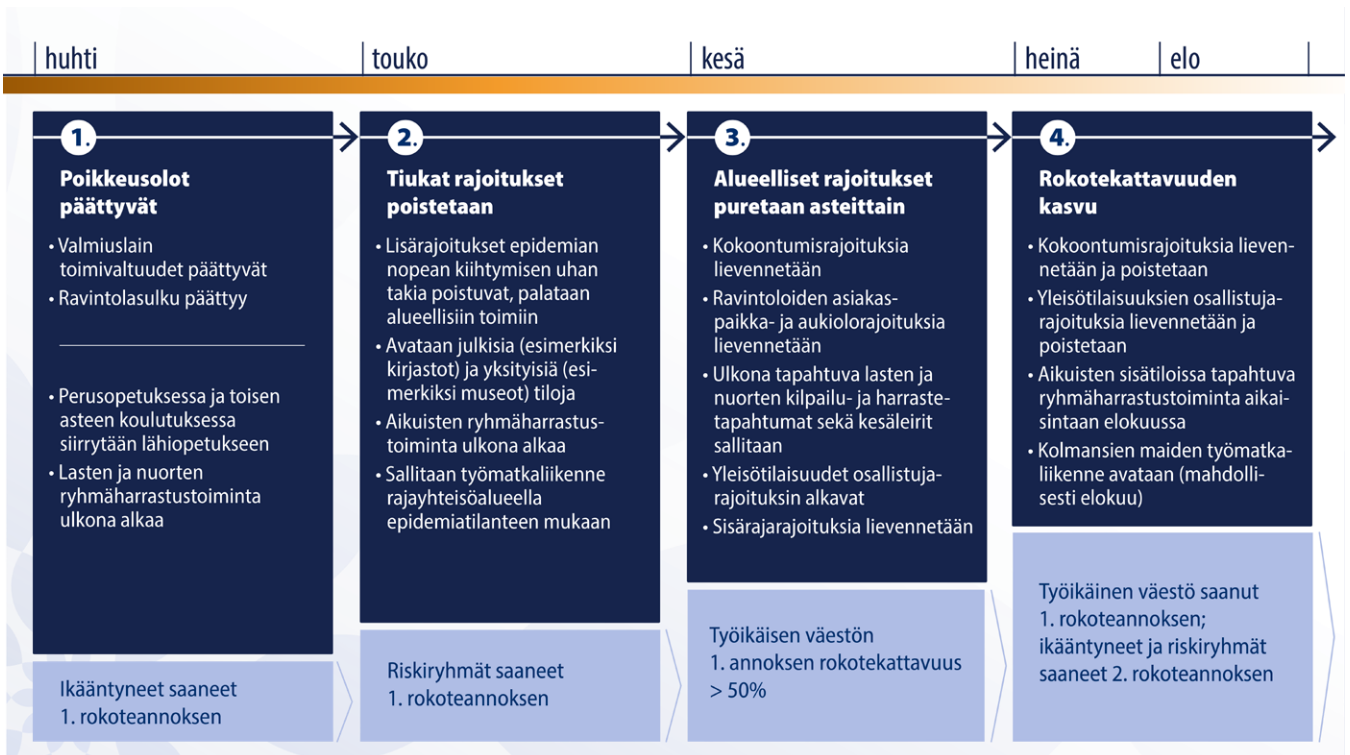 huhti
touko
kesä
heinä
elo
1.
Poikkeusolot
päättyvät
• Valmiuslain
toimivaltuudet päättyvät
• Ravintolasulku päättyy
• Perusopetuksessa ja toisen
asteen koulutuksessa
siirrytään lähiopetukseen
• Lasten ja nuorten
ryhmäharrastustoiminta
ulkona alkaa
Ikääntyneet saaneet
1. rokoteannoksen
2.
Tiukat rajoitukset
poistetaan
• Lisärajoitukset epidemian
nopean kiihtymisen uhan
takia poistuvat, palataan
alueellisiin toimiin
• Avataan julkisia (esimerkiksi
kirjastot) ja yksityisiä (esi-
merkiksi museot) tiloja
• Aikuisten ryhmäharrastus-
toiminta ulkona alkaa
• Sallitaan työmatkaliikenne
rajayhteisöalueella
epidemiatilanteen mukaan
Riskiryhmät saaneet
1. rokoteannoksen
3.
Alueelliset rajoitukset
puretaan asteittain
• Kokoontumisrajoituksia
lievennetään
• Ravintoloiden asiakas-
paikka- ja aukiolorajoituksia
lievennetään
• Ulkona tapahtuva lasten ja
nuorten kilpailu- ja harraste-
tapahtumat sekä kesäleirit
sallitaan
• Yleisötilaisuudet osallistuja-
rajoituksin alkavat
• Sisärajarajoituksia lievennetään
Työikäisen väestön
1. annoksen rokotekattavuus
> 50%
4.
Rokotekattavuuden
kasvu
• Kokoontumisrajoituksia lieven-
netään ja poistetaan
• Yleisötilaisuuksien osallistuja-
rajoituksia lievennetään ja
poistetaan
• Aikuisten sisätiloissa tapahtuva
ryhmäharrastustoiminta aikai-
sintaan elokuussa
• Kolmansien maiden työmatka-
liikenne avataan (mahdolli-
sesti elokuu)
Työikäinen väestö saanut
1. rokoteannoksen;
ikääntyneet ja riskiryhmät
saaneet 2. rokoteannoksen